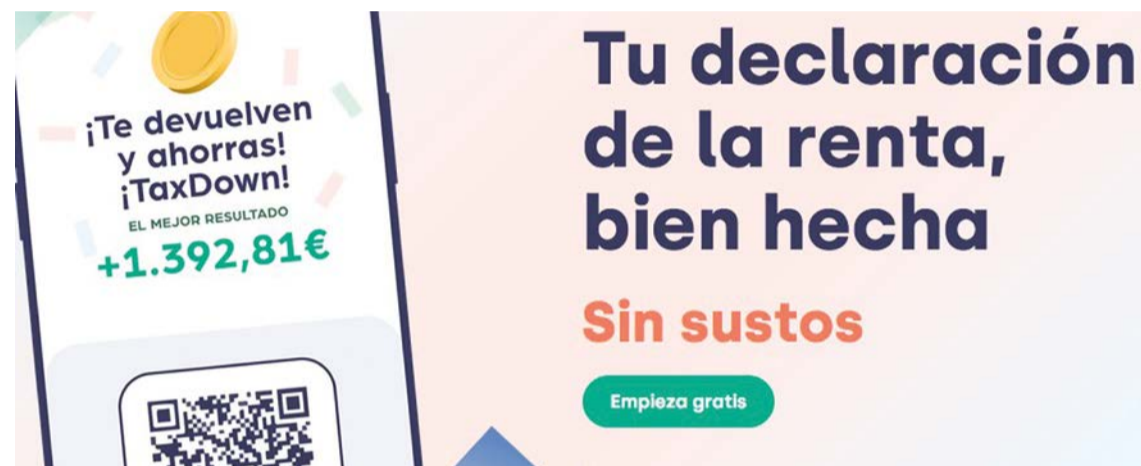 ¡Te devuelven
y ahorras!
¡TaxDown!
EL MEJOR RESULTADO
+1.392,81€
Tu declaración
de la renta,
bien hecha
Sin sustos
Empieza gratis